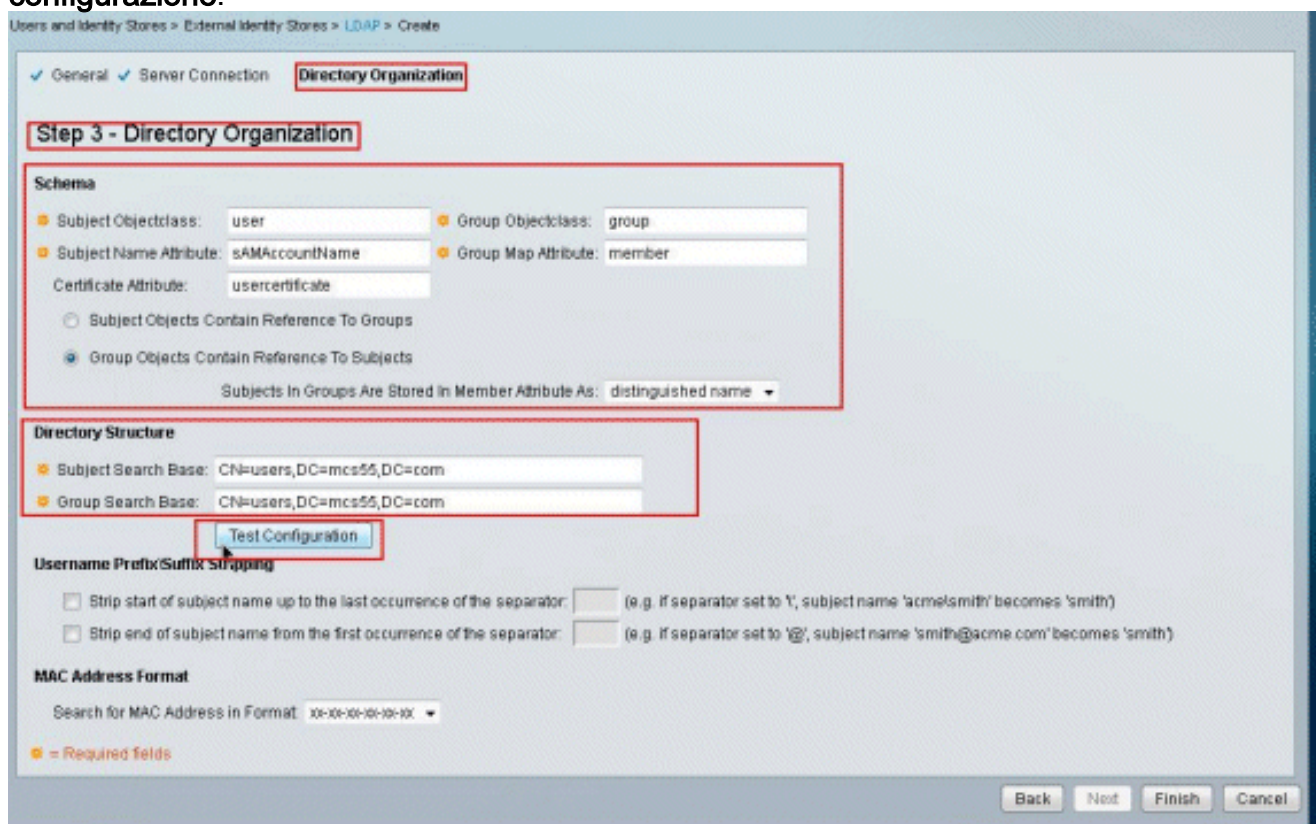 configurazione.
Users and Identity Stores > External Identity Stores > LDAP > Create
General Server Connection Directory Organization
Step 3 - Directory Organization
Schema
Subject Objectclass: user Group Objectclass: group
Subject Name Attribute: sAMAccountName Group Map Attribute: member
Certificate Attribute: usercertificate
Subject Objects Contain Reference To Groups
Group Objects Contain Reference To Subjects
Subjects In Groups Are Stored In Member Attribute As: distinguished name
Directory Structure
Subject Search Base: CN=users,DC=mcs55,DC=com
Group Search Base: CN=users,DC=mcs55,DC=com
Test Configuration
Username Prefix\Suffix Stripping
Strip start of subject name up to the last occurrence of the separator: (e.g. if separator set to '\', subject name 'acme\smith' becomes 'smith')
Strip end of subject name from the first occurrence of the separator: (e.g. if separator set to '@', subject name 'smith@acme.com' becomes 'smith')
MAC Address Format
Search for MAC Address in Format xx-xx-xx-xx-xx-xx
= Required fields
Back Next Finish Cancel